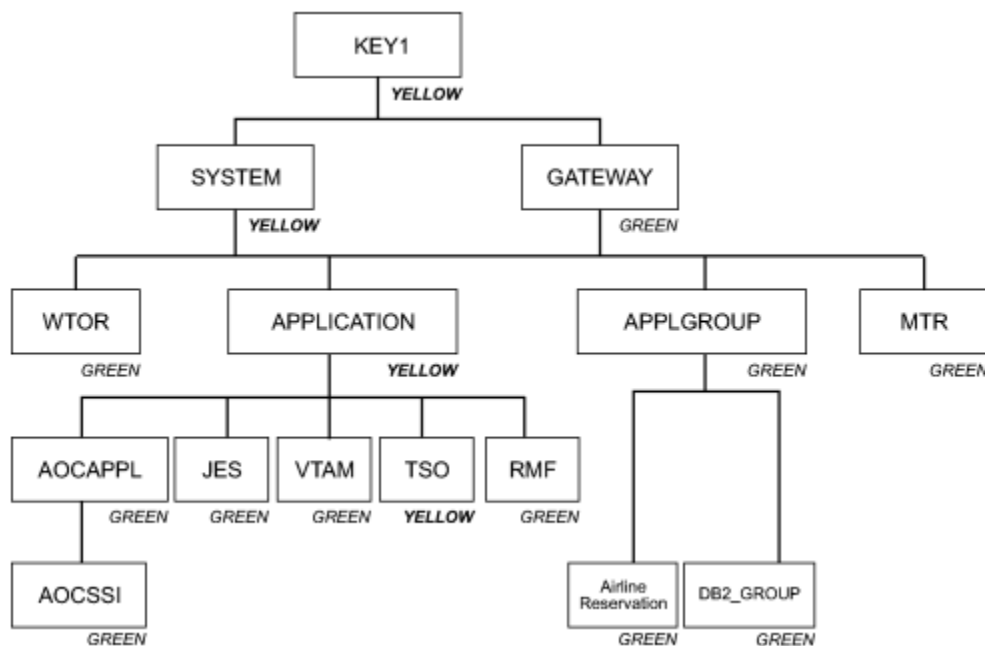 KEY1
YELLOW
SYSTEM
GATEWAY
YELLOW
GREEN
WTOR
APPLICATION
APPLGROUP
MTR
GREEN
YELLOW
GREEN
GREEN
AOCAPPL
JES
VTAM
TSO
RMF
GREEN
GREEN
GREEN
YELLOW
GREEN
AOCSSI
Airline
Reservation
DB2_GROUP
GREEN
GREEN
GREEN